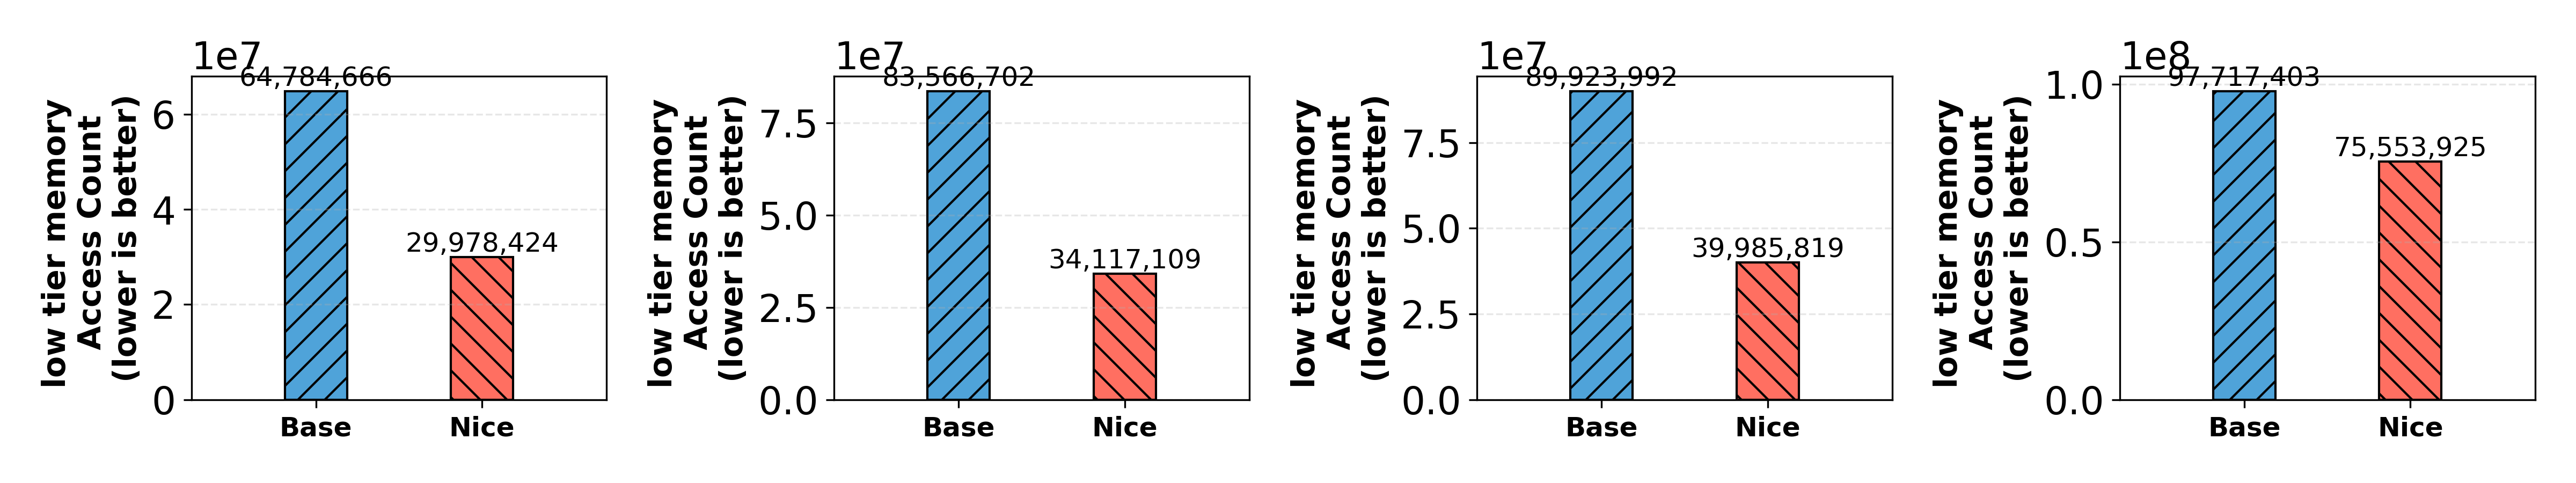 1e7
64,784,666
low tier memory
Access Count
(lower is better)
6
4
2
0
29,978,424
Base
Nice
1e7
83,566,702
low tier memory
Access Count
(lower is better)
7.5
5.0
2.5
0.0
34,117,109
Base
Nice
1e7
89,923,992
low tier memory
Access Count
(lower is better)
7.5
5.0
2.5
0.0
39,985,819
Base
Nice
1e8
97,717,403
low tier memory
Access Count
(lower is better)
1.0
0.5
0.0
75,553,925
Base
Nice